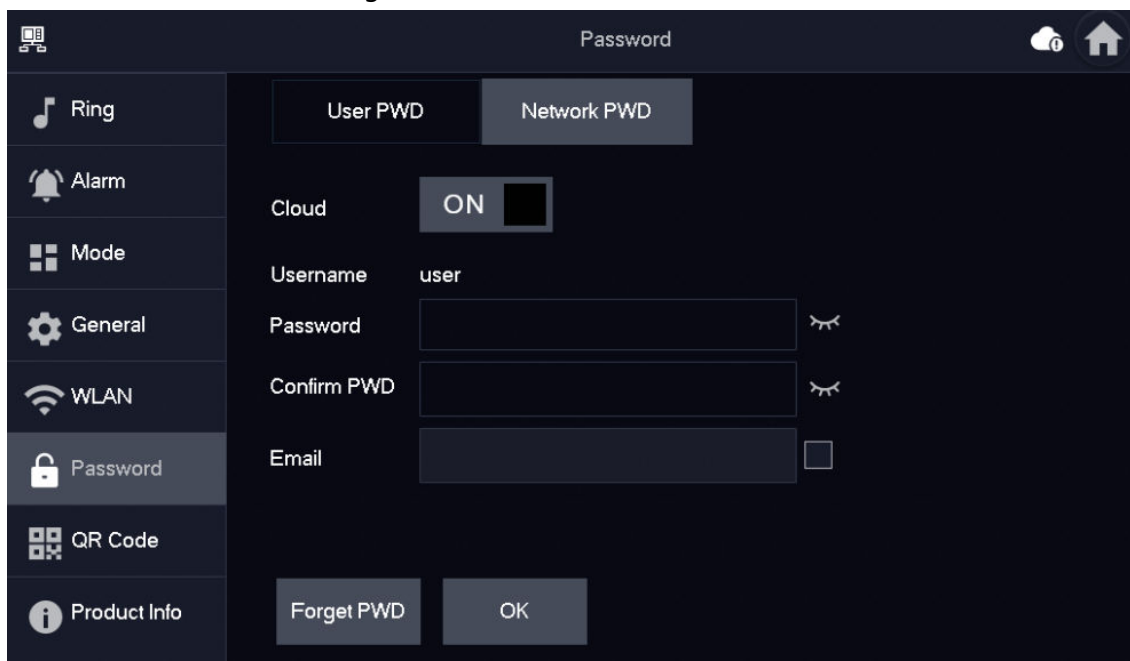 Password
Ring
Alarm
Mode
General
WLAN
Password
QR Code
Product Info
User PWD
Network PWD
Cloud
ON
Username
user
Password
Confirm PWD
Email
Forget PWD
OK